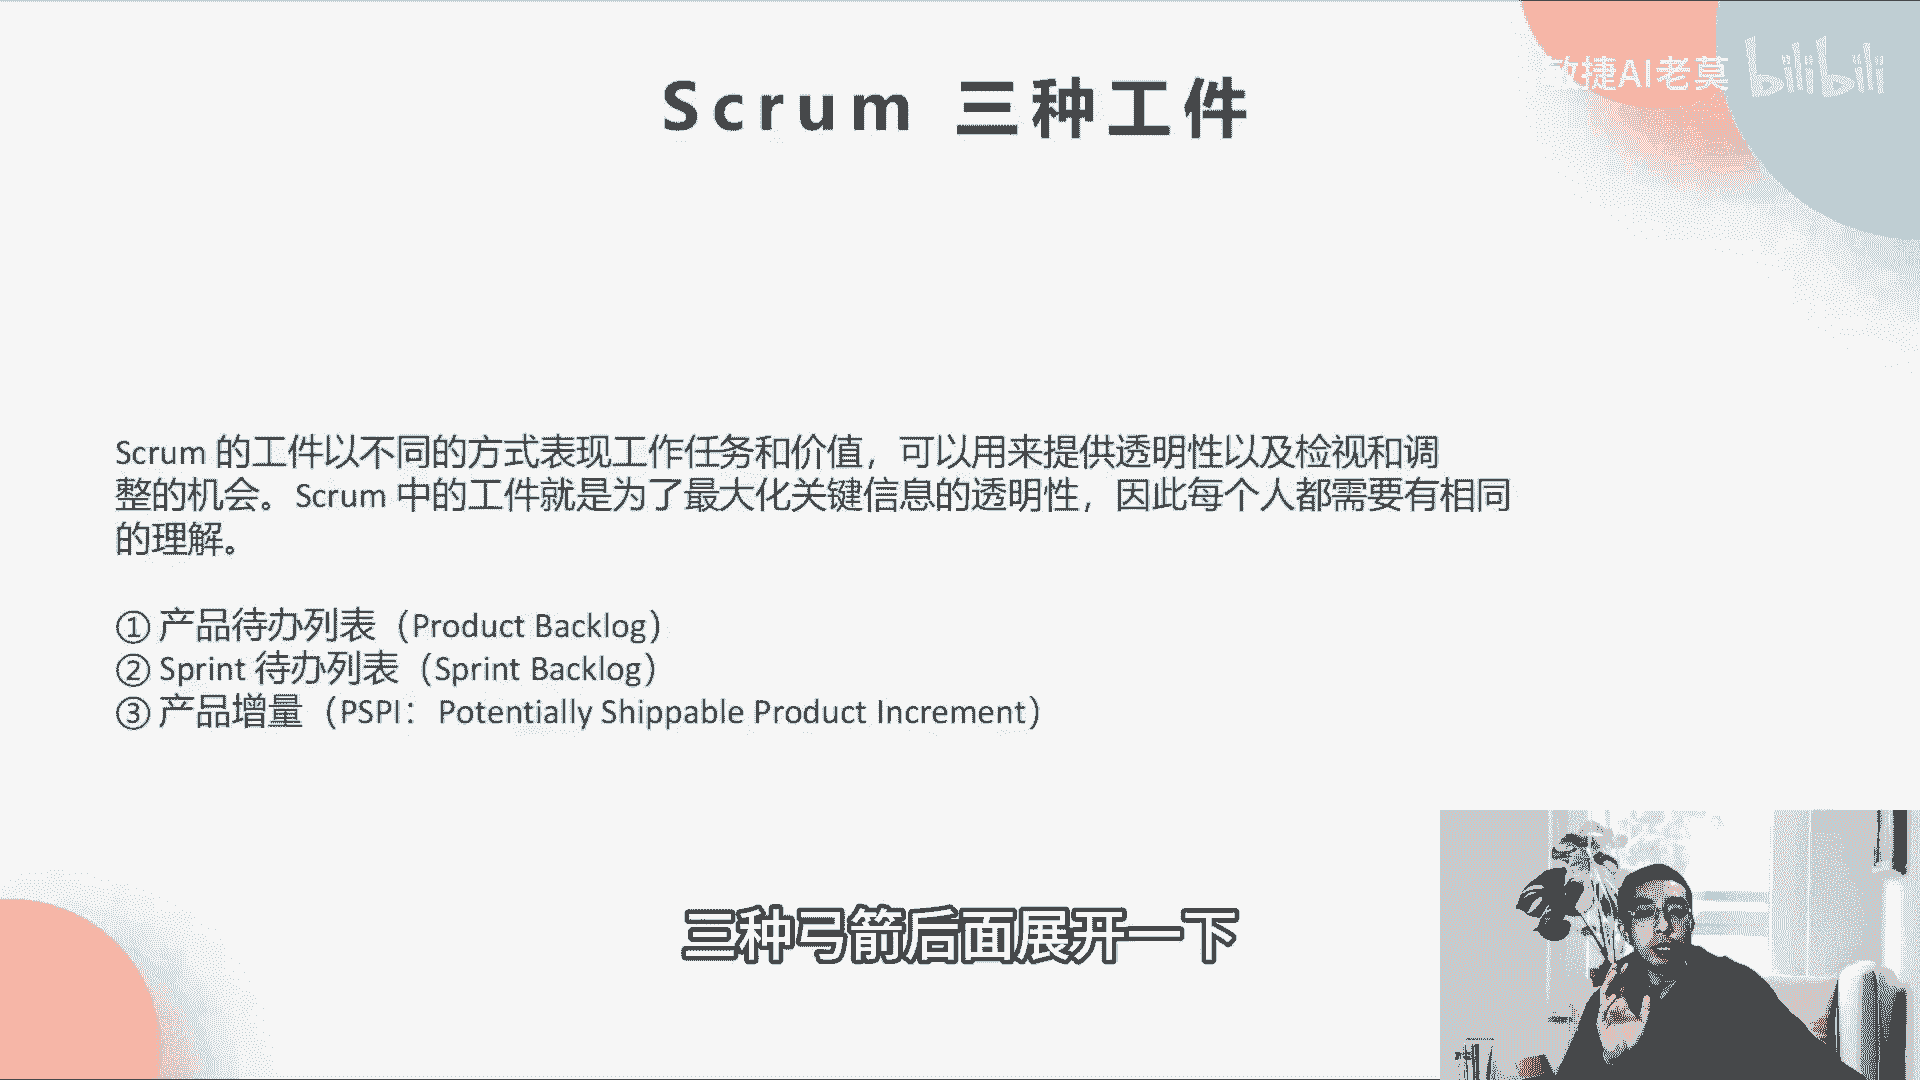 Scrum 三种工件
敏捷AI老莫 bilibili
Scrum 的工件以不同的方式表现工作任务和价值，可以用来提供透明性以及检视和调
整的机会。Scrum 中的工件就是为了最大化关键信息的透明性，因此每个人都需要有相同
的理解。
① 产品待办列表（Product Backlog）
② Sprint 待办列表（Sprint Backlog）
③ 产品增量（PSPI：Potentially Shippable Product Increment）
三种弓箭后面展开一下